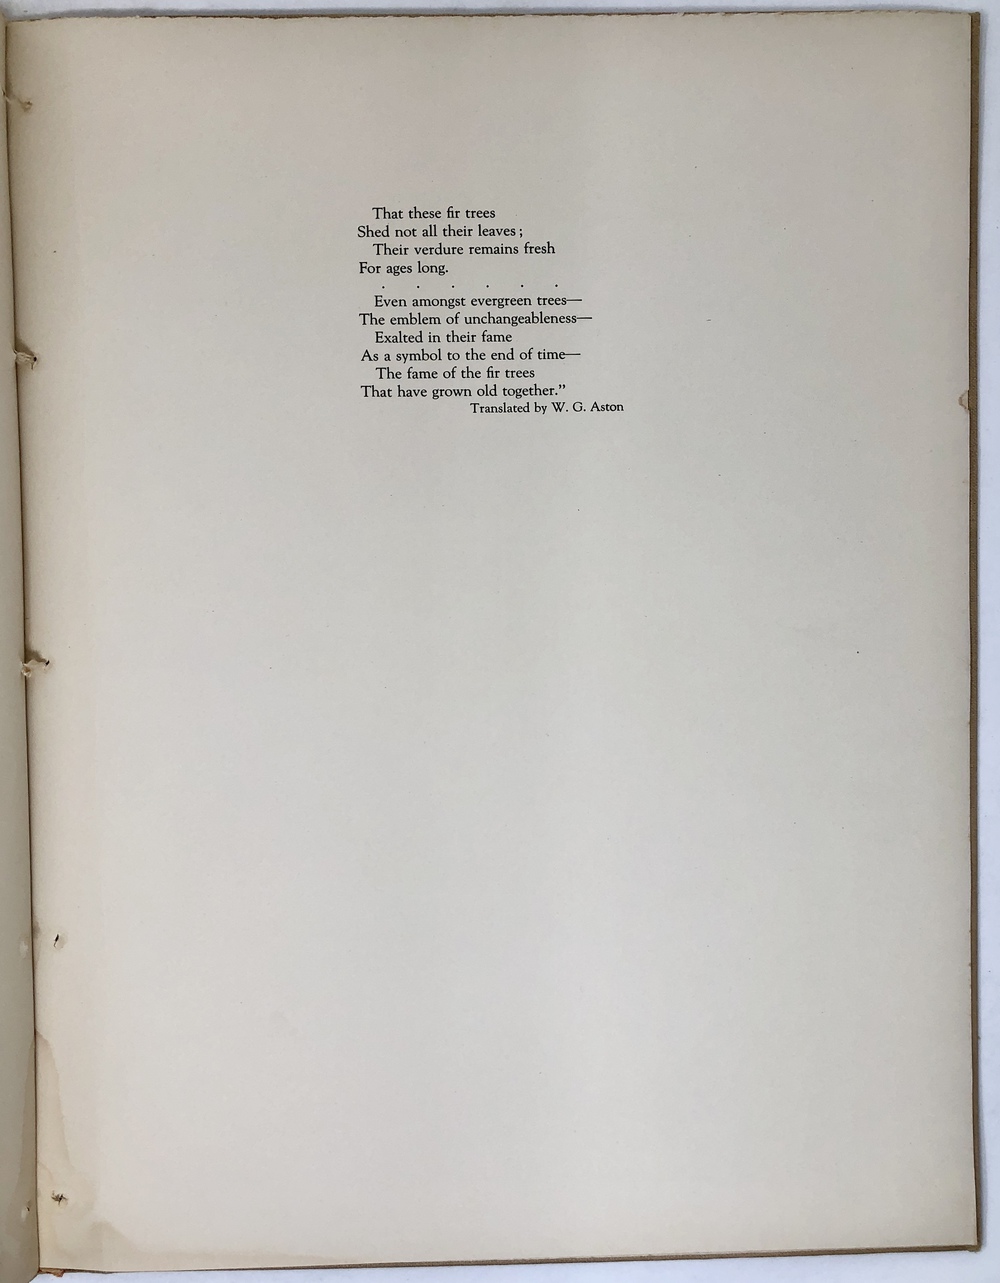 That these fir trees
Shed not all their leaves ;
Their verdure remains fresh
For ages long.
. . . . . .
Even amongst evergreen trees—
The emblem of unchangeableness—
Exalted in their fame
As a symbol to the end of time—
The fame of the fir trees
That have grown old together.”
Translated by W. G. Aston